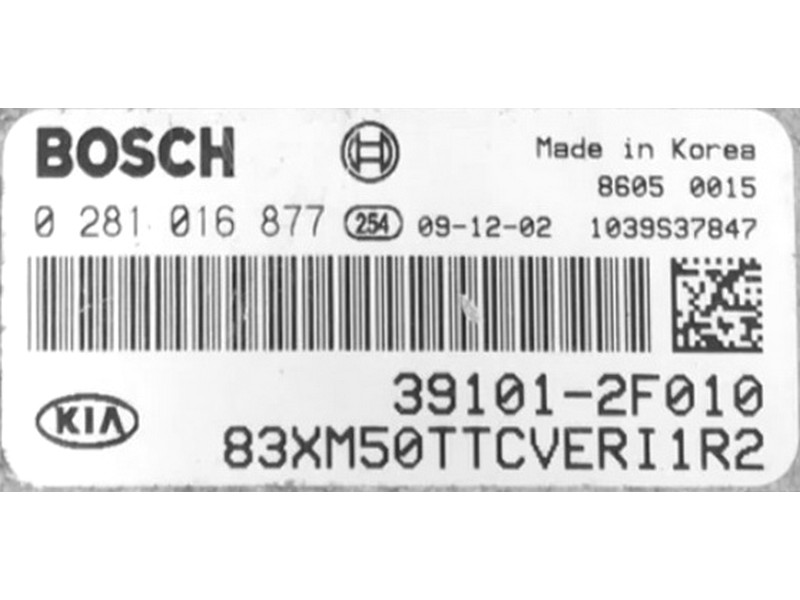 BOSCH
Made in Korea
8605 0015
0 281 016 877 254 09-12-02 1039S37847
39101-2F010
KIA
83XM50TTCVERI1R2